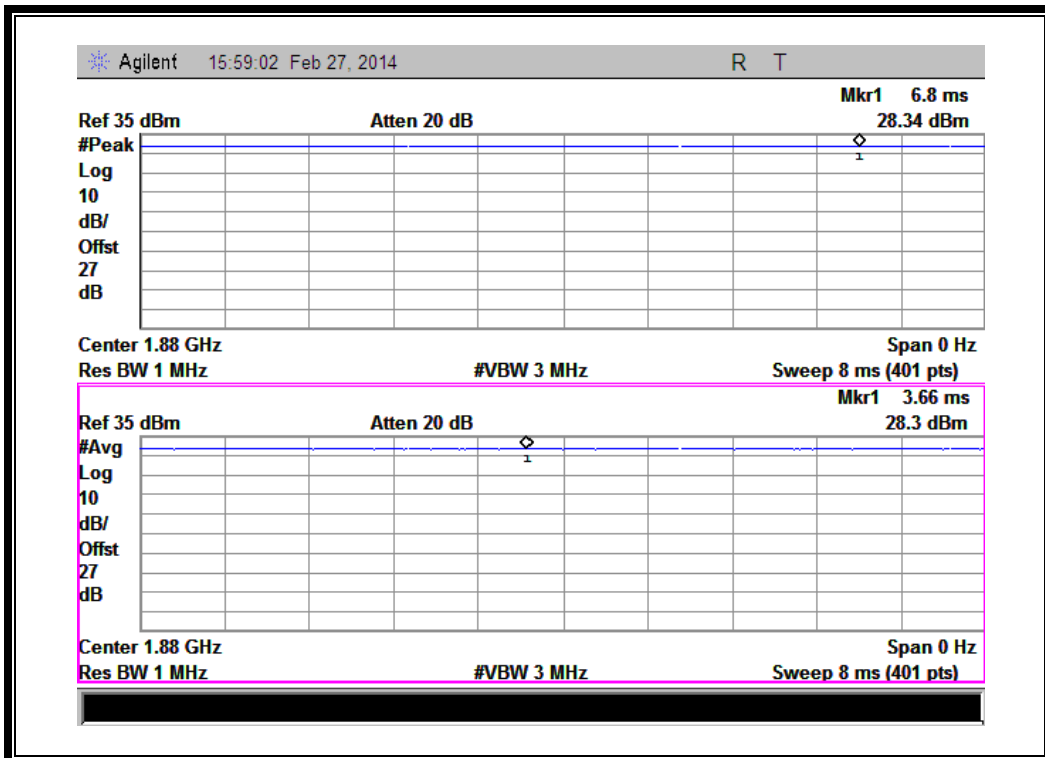 Agilent 15:59:02 Feb 27, 2014 R T
Mkr1 6.8 ms
Ref 35 dBm Atten 20 dB 28.34 dBm
#Peak
1
Log
10
dB/
Offst
27
dB
Center 1.88 GHz Span 0 Hz
Res BW 1 MHz #VBW 3 MHz Sweep 8 ms (401 pts)
Mkr1 3.66 ms
Ref 35 dBm Atten 20 dB 28.3 dBm
#Avg
1
Log
10
dB/
Offst
27
dB
Center 1.88 GHz Span 0 Hz
Res BW 1 MHz #VBW 3 MHz Sweep 8 ms (401 pts)